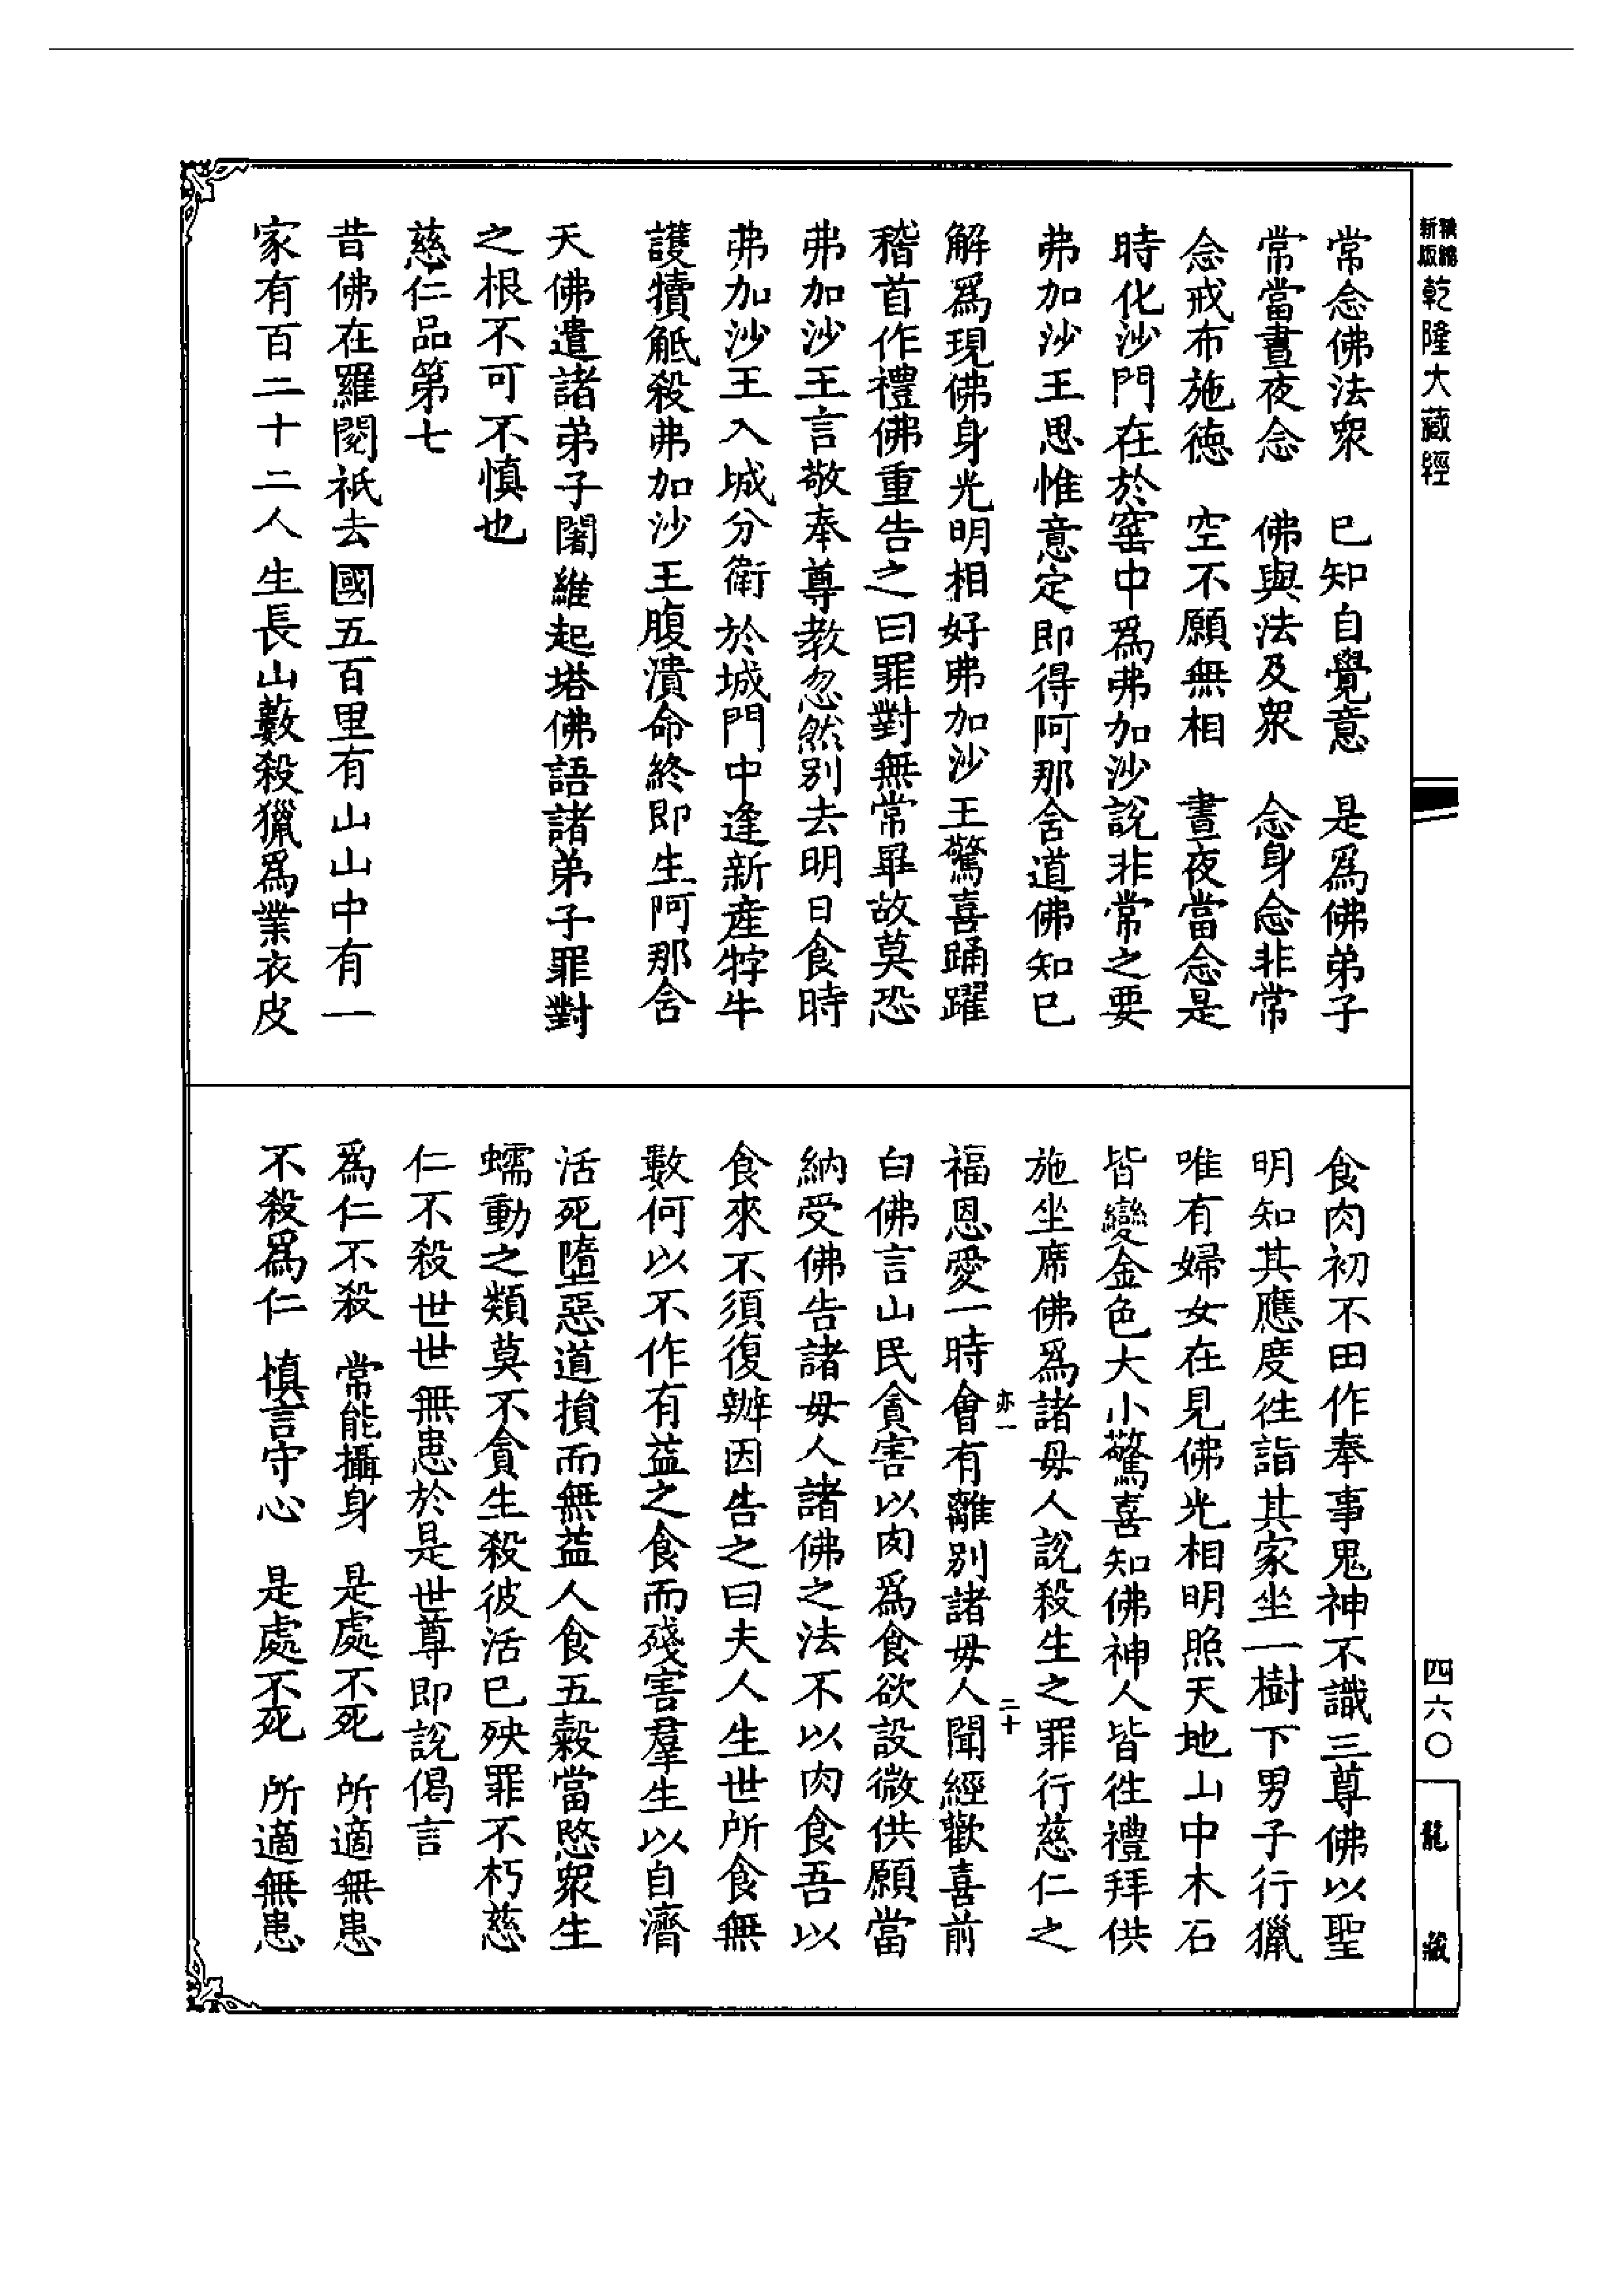 新版精縮乾隆大藏經
常念佛法眾　已知自覺意　是爲佛弟子
常當晝夜念　佛與法及眾　念身念非常
念戒布施德　空不願無相　晝夜當念是
時化沙門在於窰中爲弗加沙說非常之要
弗加沙王思惟意定即得阿那含道佛知已
解爲現佛身光明相好弗加沙王驚喜踊躍
稽首作禮佛重告之曰罪對無常畢故莫恐
弗加沙王言敬奉尊教忽然別去明日食時
弗加沙王入城分衛於城門中逢新產牸牛
護犢觝殺弗加沙王腹潰命終即生阿那含
天佛遣諸弟子闍維起塔佛語諸弟子罪對
之根不可不慎也
慈仁品第七
昔佛在羅閱祇去國五百里有山山中有一
家有百二十二人生長山藪殺獵爲業衣皮
食肉初不田作奉事鬼神不識三尊佛以聖
明知其應度往詣其家坐一樹下男子行獵
唯有婦女在見佛光相明照天地山中木石
皆變金色大小驚喜知佛神人皆往禮拜供
施坐席佛爲諸母人說殺生之罪行慈仁之
亦一　二十
福恩愛一時會有離別諸母人聞經歡喜前
白佛言山民貪害以肉爲食欲設微供願當
納受佛告諸母人諸佛之法不以肉食吾以
食來不須復辦因告之曰夫人生世所食無
數何以不作有益之食而殘害羣生以自濟
活死墮惡道損而無益人食五穀當愍眾生
蠕動之類莫不貪生殺彼活已殃罪不朽慈
仁不殺世世無患於是世尊即說偈言
爲仁不殺　常能攝身　是處不死　所適無患
不殺爲仁　慎言守心　是處不死　所適無患
四六〇
龍藏